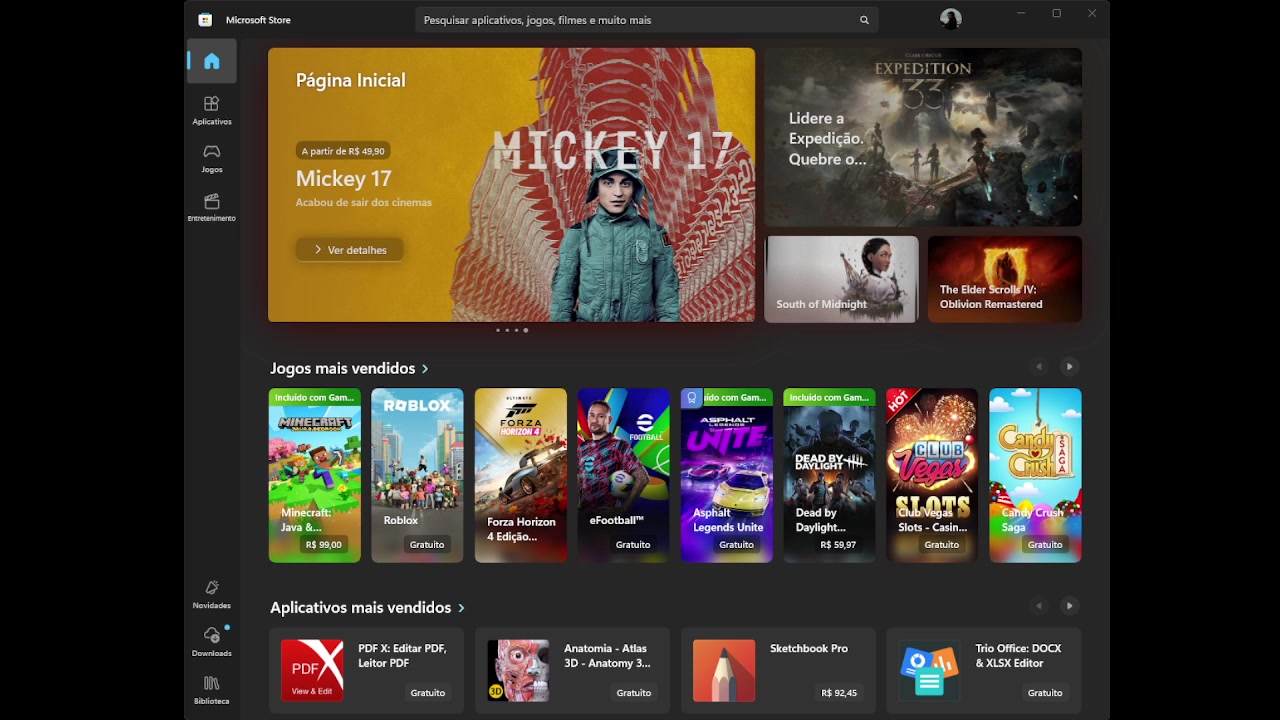 Microsoft Store
Pesquisar aplicativos, jogos, filmes e muito mais
Aplicativos
Jogos
Entretenimento
Novidades
Downloads
Biblioteca
Página Inicial
A partir de R$ 49,90
Mickey 17
Acabou de sair dos cinemas
Ver detalhes
MICKEY 17
CLAIR OBSCUR
EXPEDITION
33
Lidere a
Expedição.
Quebre o...
South of Midnight
The Elder Scrolls IV:
Oblivion Remastered
Jogos mais vendidos
Incluído com Gam...
MINECRAFT
Minecraft:
Java &...
R$ 99,00
ROBLOX
Roblox
Gratuito
ULTIMATE
FORZA
HORIZON 4
Forza Horizon
4 Edição...
FOOTBALL
eFootball™
Gratuito
uído com Gam...
ASPHALT
LEGENDS
UNITE
Asphalt
Legends Unite
Gratuito
Incluído com Gam...
DEAD BY
DAYLIGHT
Dead by
Daylight...
R$ 59,97
HOT
CLUB
Vegas
SLOTS
Club Vegas
Slots - Casin...
Gratuito
Candy
Crush
SAGA
Candy Crush
Saga
Gratuito
Aplicativos mais vendidos
PDF
View & Edit
PDF X: Editar PDF,
Leitor PDF
Gratuito
3D
Anatomia - Atlas
3D - Anatomy 3...
Gratuito
Sketchbook Pro
R$ 92,45
Trio Office: DOCX
& XLSX Editor
Gratuito